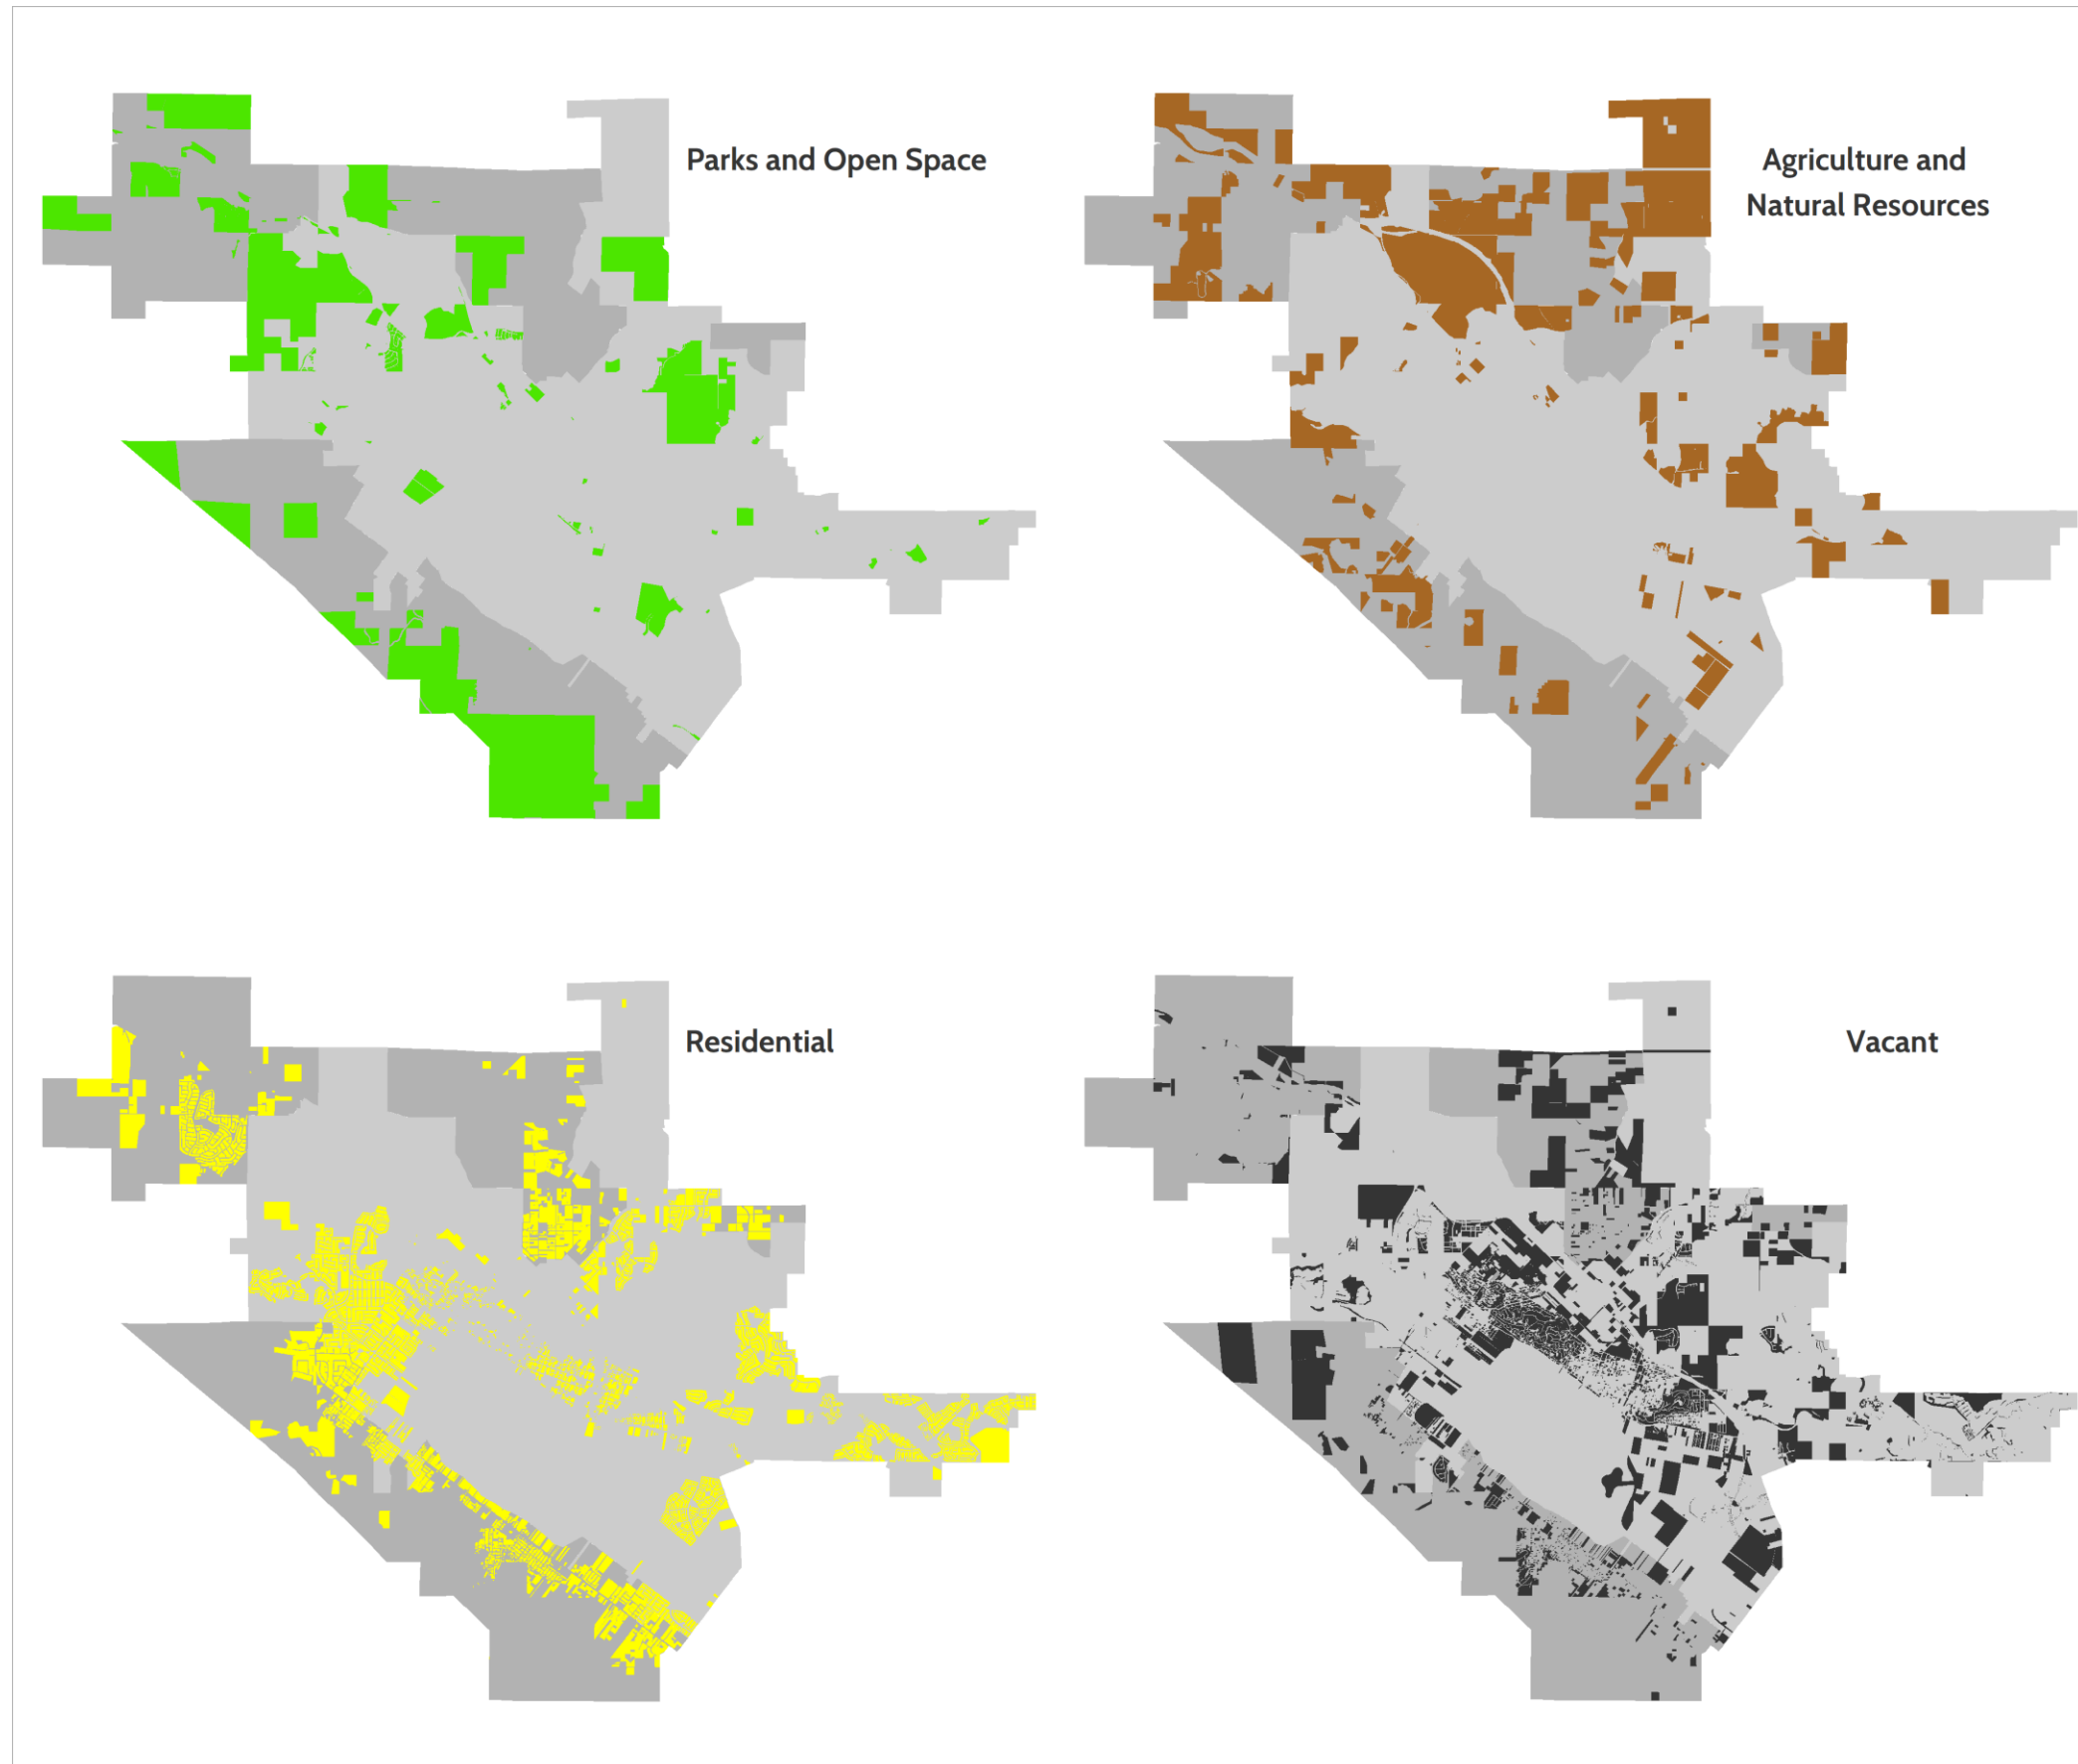 Parks and Open Space
Agriculture and
Natural Resources
Residential
Vacant